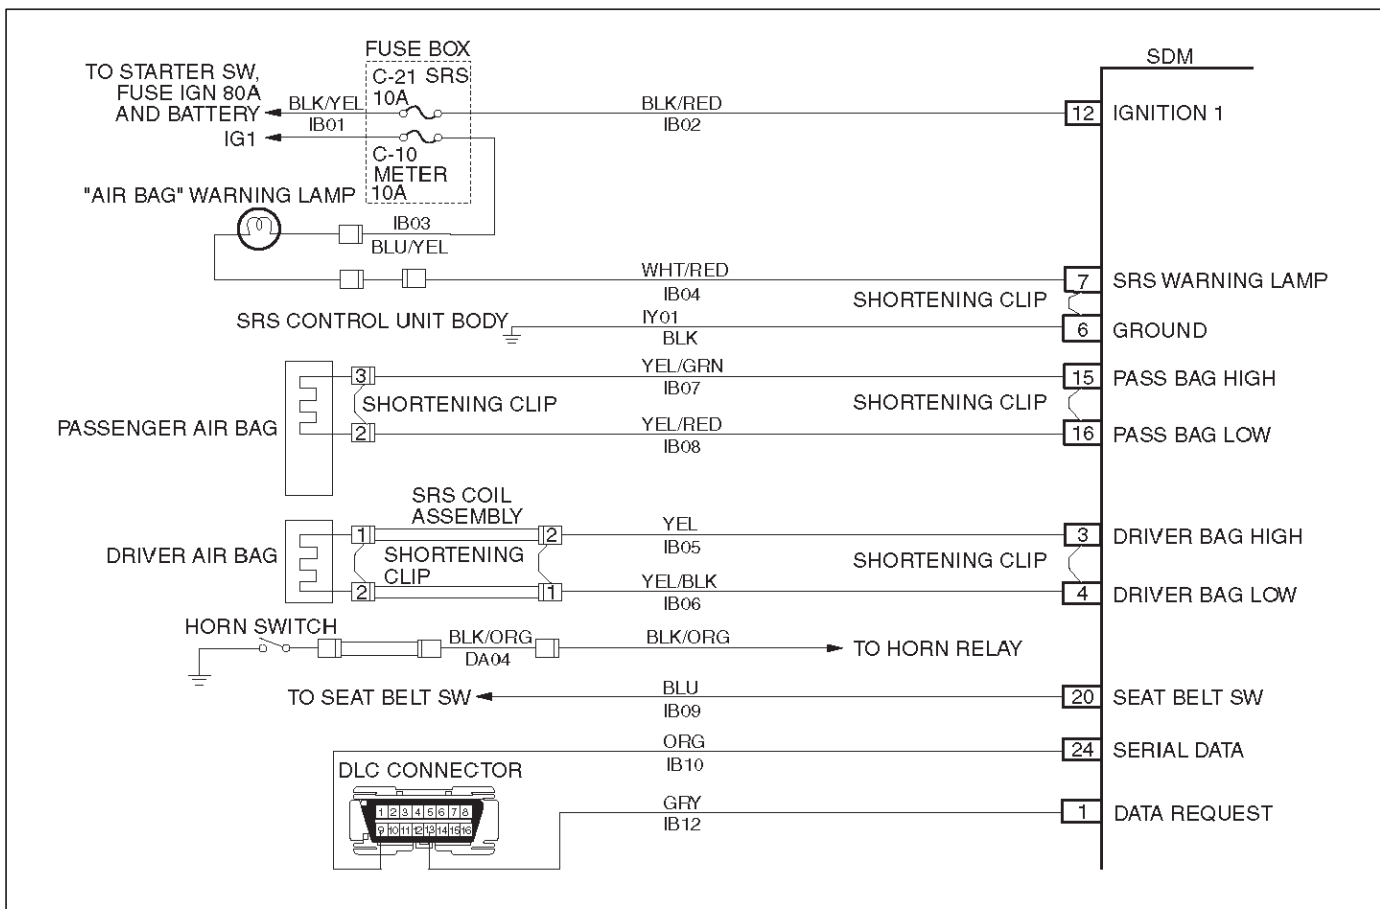 FUSE BOX
SDM
TO STARTER SW,
FUSE IGN 80A
AND BATTERY
C-21 SRS
10A
BLK/YEL
IB01
BLK/RED
IB02
12
IGNITION 1
IG1
C-10
METER
10A
"AIR BAG" WARNING LAMP
IB03
BLU/YEL
WHT/RED
IB04
7
SRS WARNING LAMP
SHORTENING CLIP
SRS CONTROL UNIT BODY
IY01
BLK
6
GROUND
3
YEL/GRN
IB07
15
PASS BAG HIGH
SHORTENING CLIP
SHORTENING CLIP
PASSENGER AIR BAG
2
YEL/RED
IB08
16
PASS BAG LOW
SRS COIL
ASSEMBLY
1
2
YEL
IB05
3
DRIVER BAG HIGH
DRIVER AIR BAG
SHORTENING
CLIP
SHORTENING CLIP
2
1
YEL/BLK
IB06
4
DRIVER BAG LOW
HORN SWITCH
BLK/ORG
DA04
BLK/ORG
TO HORN RELAY
TO SEAT BELT SW
BLU
IB09
20
SEAT BELT SW
ORG
IB10
24
SERIAL DATA
DLC CONNECTOR
1 2 3 4 5 6 7 8
9 10 11 12 13 14 15 16
GRY
IB12
1
DATA REQUEST